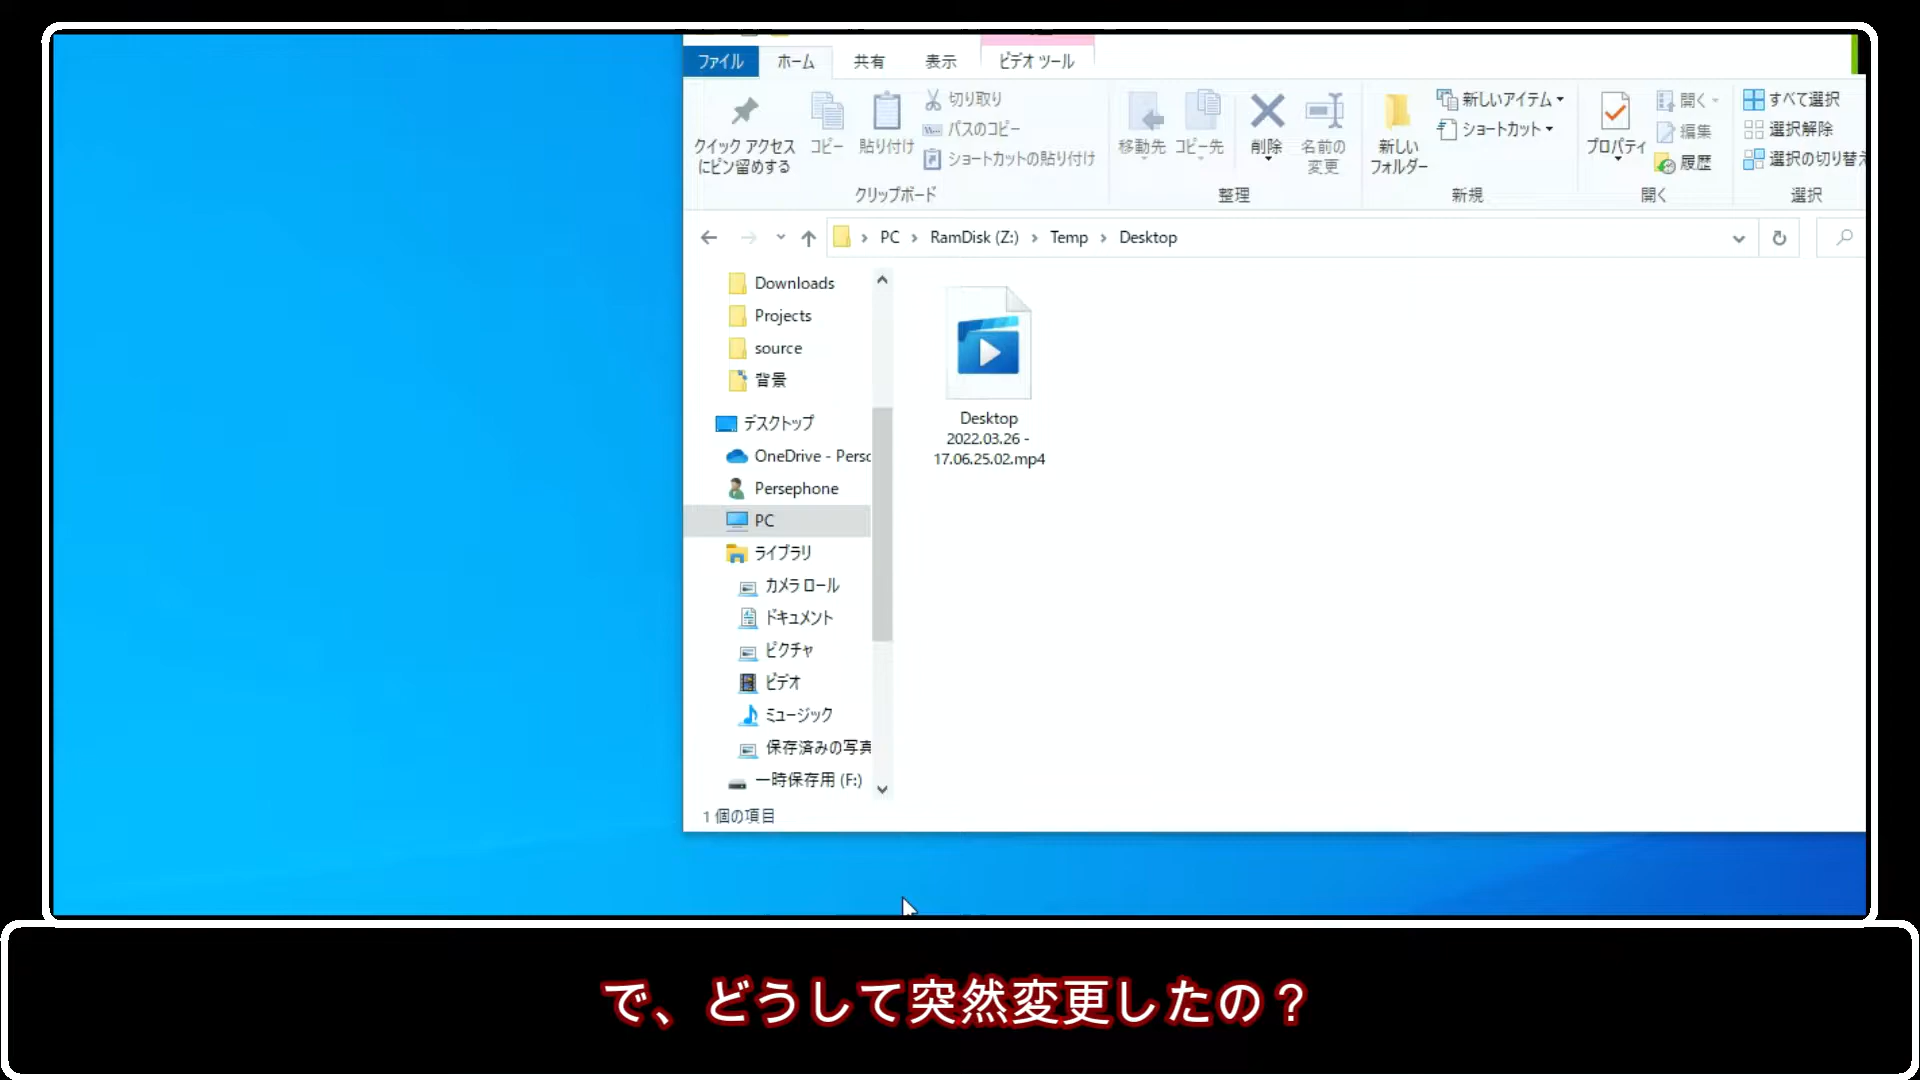 ファイル ホーム 共有 表示 ビデオ ツール
クイック アクセス
にピン留めする
コピー
貼り付け
切り取り
パスのコピー
ショートカットの貼り付け
クリップボード
移動先
コピー先
削除
名前の
変更
整理
新しい
フォルダー
新しいアイテム
ショートカット
新規
プロパティ
開く
編集
履歴
開く
すべて選択
選択解除
選択の切り替え
選択
PC RamDisk (Z:) Temp Desktop
Downloads
Projects
source
背景
デスクトップ
OneDrive - Perso
Persephone
PC
ライブラリ
カメラ ロール
ドキュメント
ピクチャ
ビデオ
ミュージック
保存済みの写真
一時保存用 (F:)
Desktop
2022.03.26 -
17.06.25.02.mp4
1 個の項目
で、どうして突然変更したの？